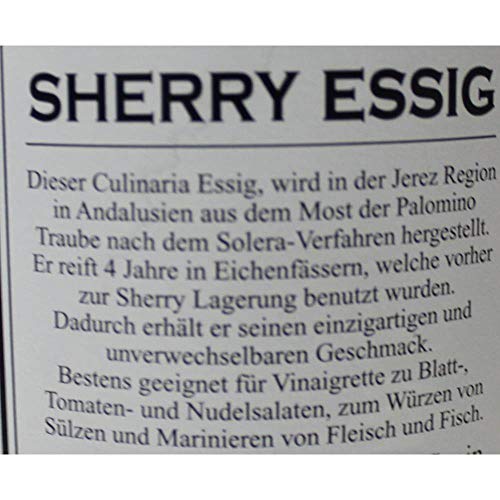 SHERRY ESSIG
Dieser Culinaria Essig, wird in der Jerez Region
in Andalusien aus dem Most der Palomino
Traube nach dem Solera-Verfahren hergestellt.
Er reift 4 Jahre in Eichenfässern, welche vorher
zur Sherry Lagerung benutzt wurden.
Dadurch erhält er seinen einzigartigen und
unverwechselbaren Geschmack.
Bestens geeignet für Vinaigrette zu Blatt-,
Tomaten- und Nudelsalaten, zum Würzen von
Sülzen und Marinieren von Fleisch und Fisch.